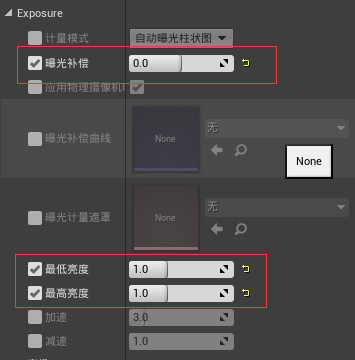 Exposure
计量模式 自动曝光柱状图
曝光补偿 0.0
应用物理摄像机
曝光补偿曲线 None 无
None
曝光计量遮罩 None 无
最低亮度 1.0
最高亮度 1.0
加速 3.0
减速 1.0